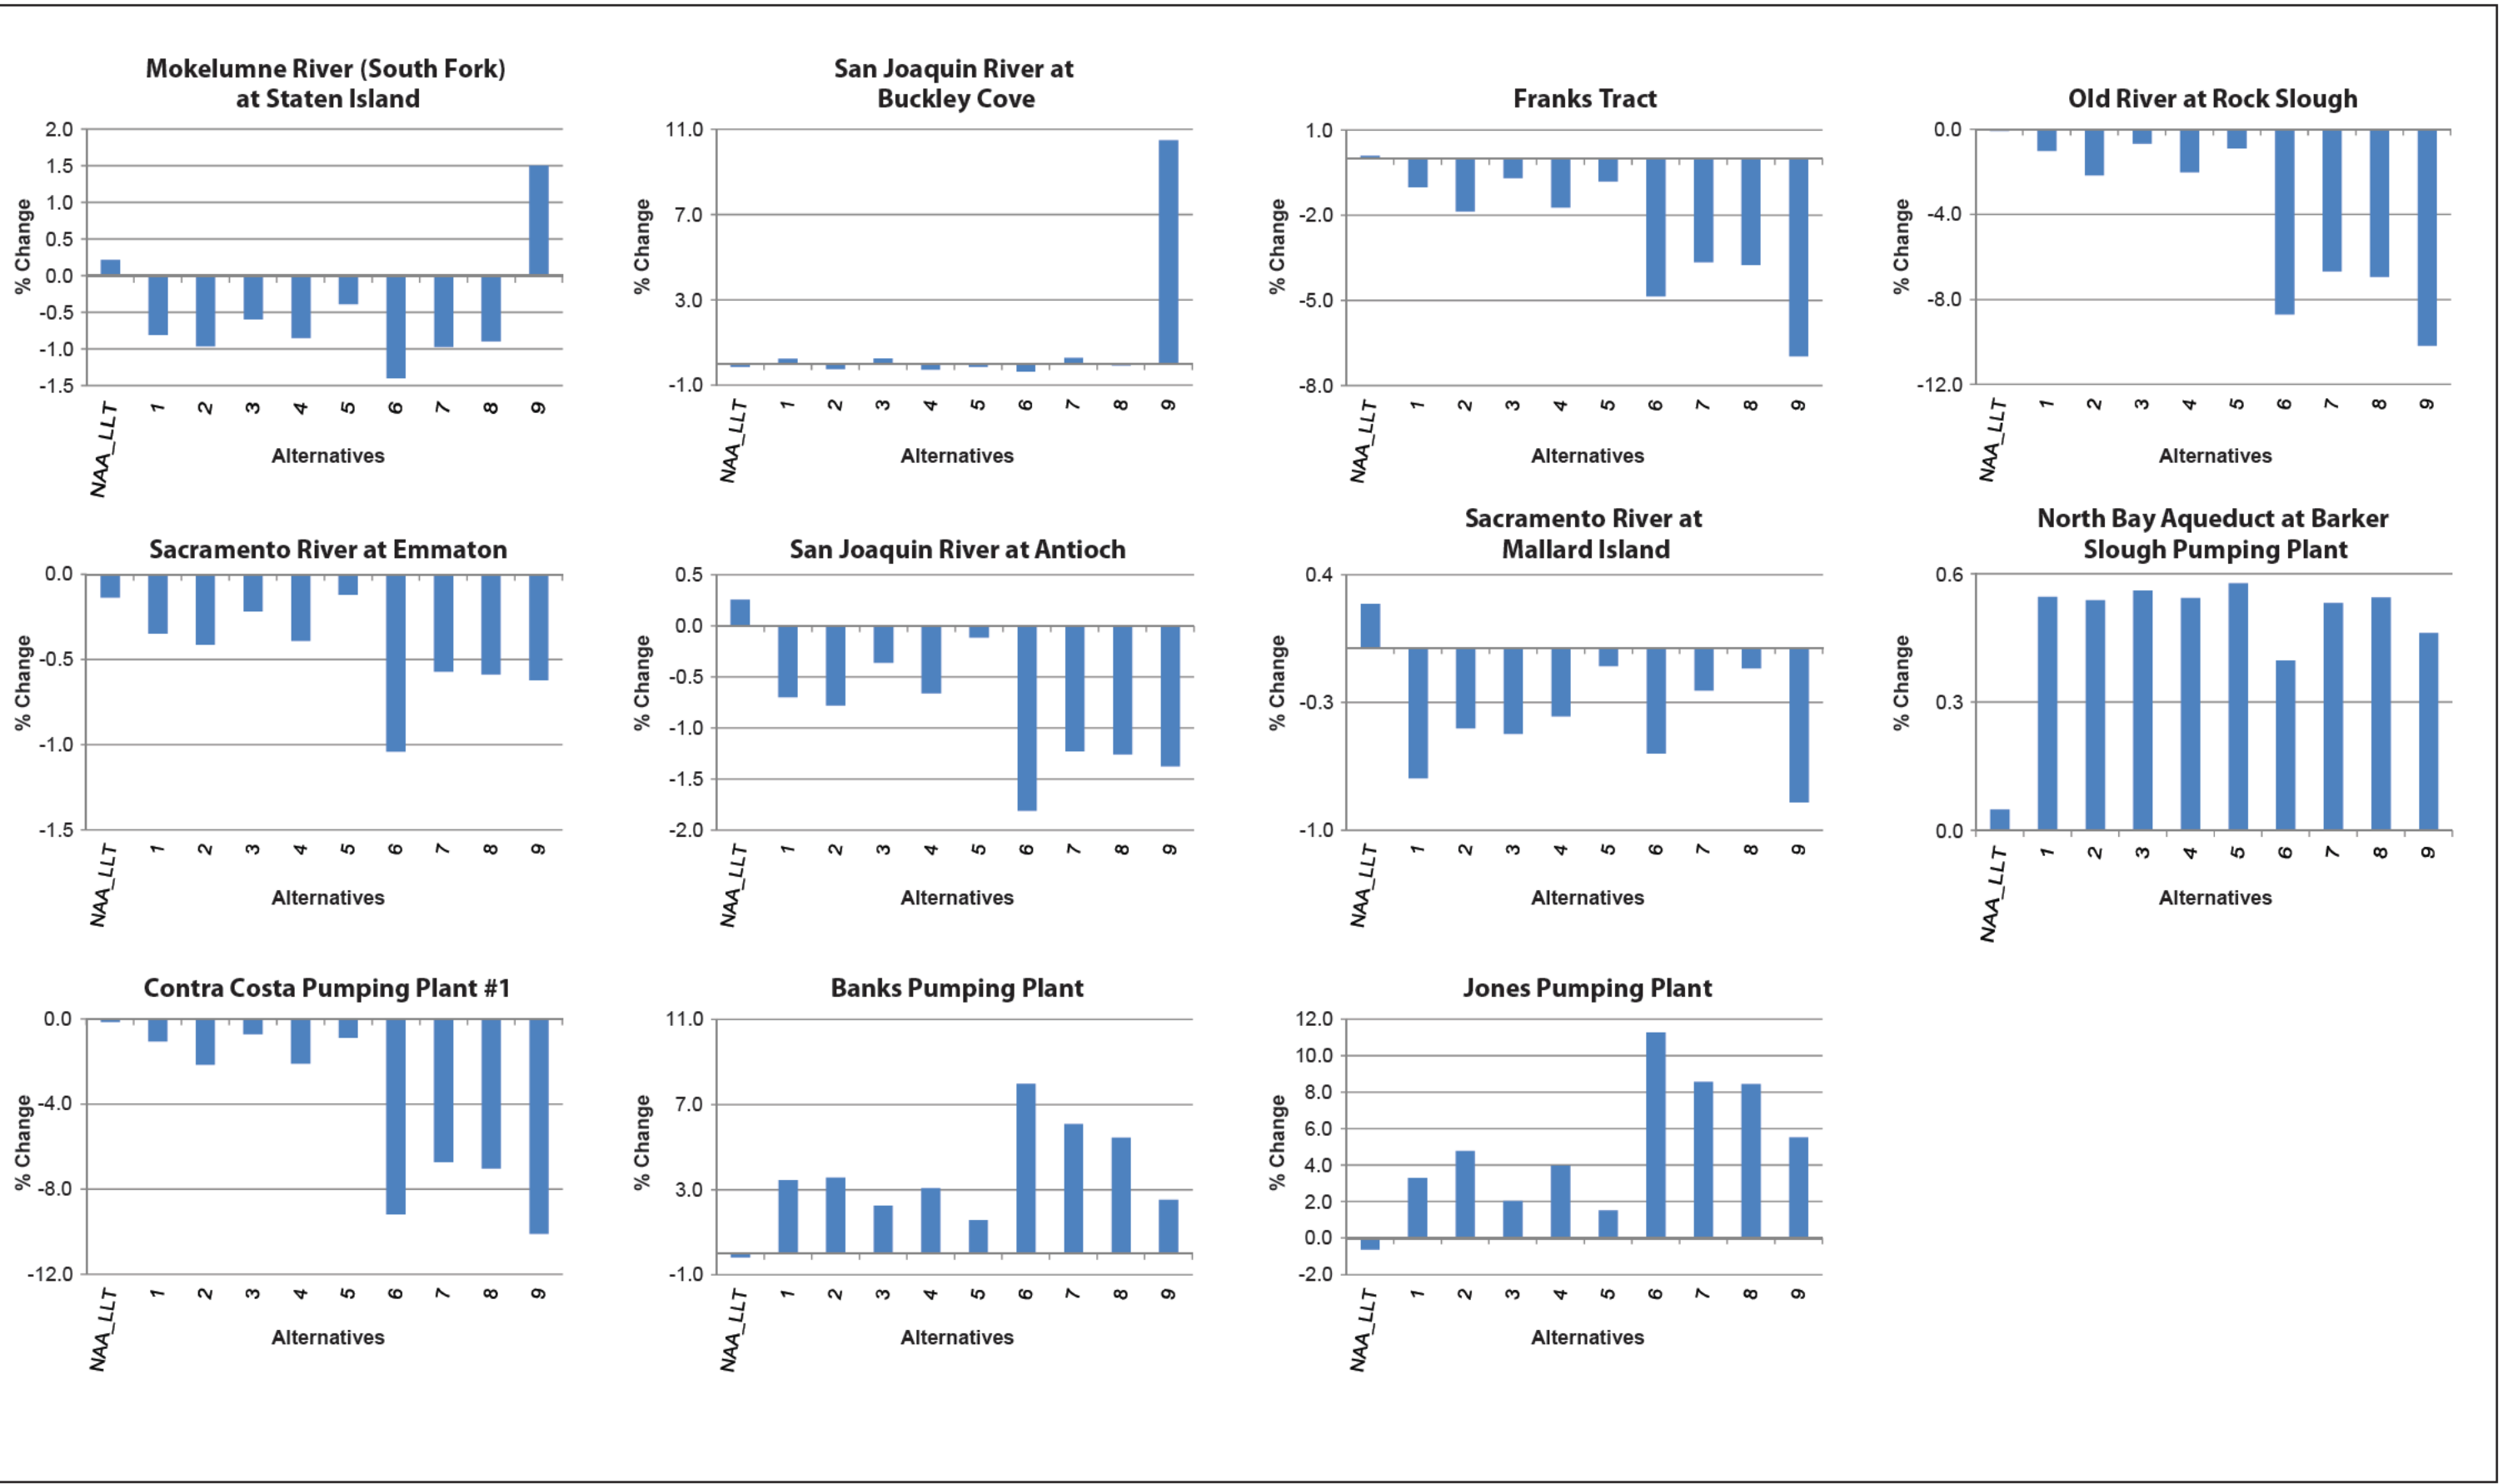 Mokelumne River (South Fork)
at Staten Island
2.0
1.5
1.0
0.5
0.0
-0.5
-1.0
-1.5
% Change
NAA_LLT 1 2 3 4 5 6 7 8 9
Alternatives
San Joaquin River at
Buckley Cove
11.0
7.0
3.0
-1.0
% Change
NAA_LLT 1 2 3 4 5 6 7 8 9
Alternatives
Franks Tract
1.0
-2.0
-5.0
-8.0
% Change
NAA_LLT 1 2 3 4 5 6 7 8 9
Alternatives
Old River at Rock Slough
0.0
-4.0
-8.0
-12.0
% Change
NAA_LLT 1 2 3 4 5 6 7 8 9
Alternatives
Sacramento River at Emmaton
0.0
-0.5
-1.0
-1.5
% Change
NAA_LLT 1 2 3 4 5 6 7 8 9
Alternatives
San Joaquin River at Antioch
0.5
0.0
-0.5
-1.0
-1.5
-2.0
% Change
NAA_LLT 1 2 3 4 5 6 7 8 9
Alternatives
Sacramento River at
Mallard Island
0.4
-0.3
-1.0
% Change
NAA_LLT 1 2 3 4 5 6 7 8 9
Alternatives
North Bay Aqueduct at Barker
Slough Pumping Plant
0.6
0.3
0.0
% Change
NAA_LLT 1 2 3 4 5 6 7 8 9
Alternatives
Contra Costa Pumping Plant #1
0.0
-4.0
-8.0
-12.0
% Change
NAA_LLT 1 2 3 4 5 6 7 8 9
Alternatives
Banks Pumping Plant
11.0
7.0
3.0
-1.0
% Change
NAA_LLT 1 2 3 4 5 6 7 8 9
Alternatives
Jones Pumping Plant
12.0
10.0
8.0
6.0
4.0
2.0
0.0
-2.0
% Change
NAA_LLT 1 2 3 4 5 6 7 8 9
Alternatives